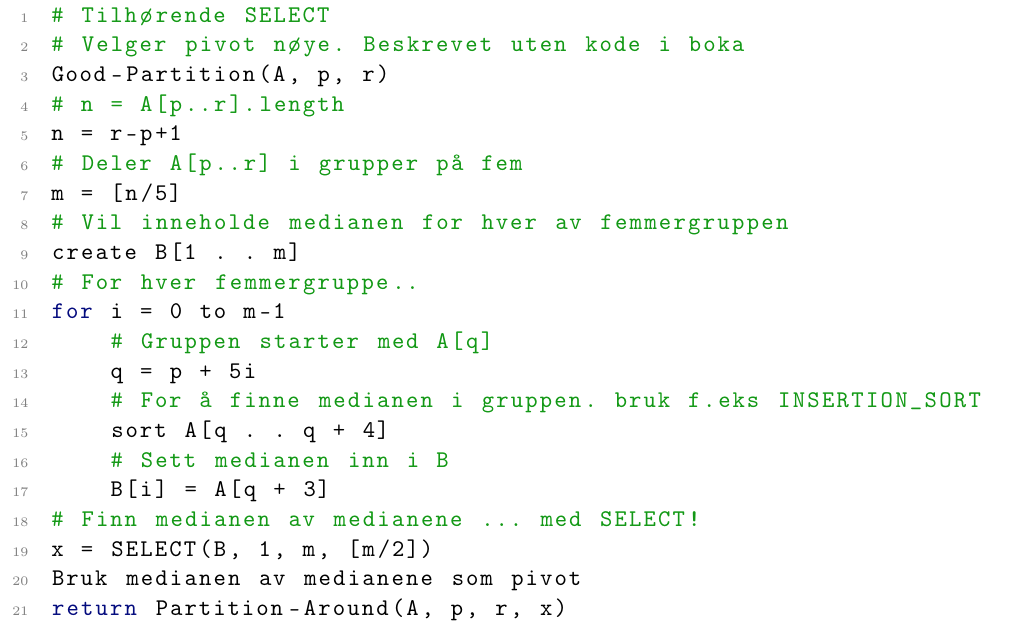 1 # Tilhørende SELECT
2 # Velger pivot nøye. Beskrevet uten kode i boka
3 Good-Partition(A, p, r)
4 # n = A[p..r].length
5 n = r-p+1
6 # Deler A[p..r] i grupper på fem
7 m = [n/5]
8 # Vil inneholde medianen for hver av femmergruppen
9 create B[1 . . m]
10 # For hver femmergruppe..
11 for i = 0 to m-1
12 # Gruppen starter med A[q]
13 q = p + 5i
14 # For å finne medianen i gruppen. bruk f.eks INSERTION_SORT
15 sort A[q . . q + 4]
16 # Sett medianen inn i B
17 B[i] = A[q + 3]
18 # Finn medianen av medianene ... med SELECT!
19 x = SELECT(B, 1, m, [m/2])
20 Bruk medianen av medianene som pivot
21 return Partition-Around(A, p, r, x)